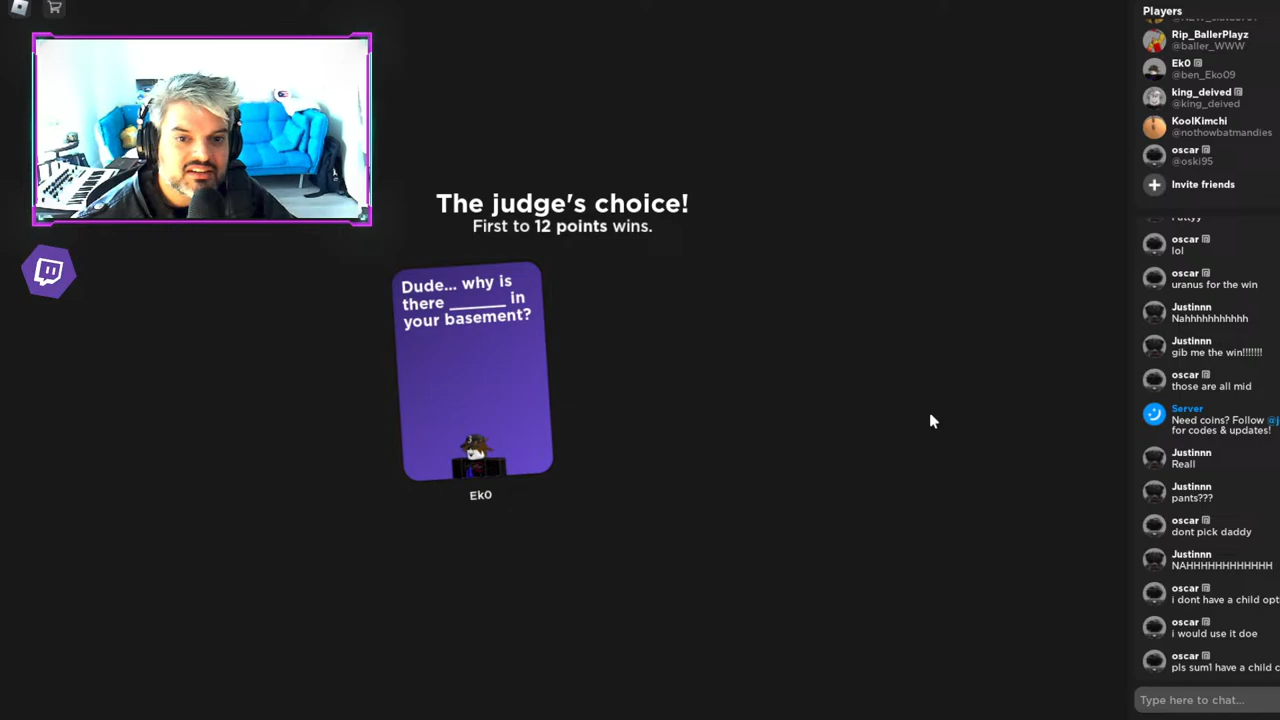 The judge's choice!
First to 12 points wins.
Dude... why is
there ______ in
your basement?
Ek0
Players
Rip_BallerPlayz
@baller_WWW
Ek0
@ben_Eko09
king_deived
@king_deived
KoolKimchi
@nothowbatmandies
oscar
@oski95
Invite friends
oscar
lol
oscar
uranus for the win
Justinnn
Nahhhhhhhhhh
Justinnn
gib me the win!!!!!!!
oscar
those are all mid
Server
Need coins? Follow @j
for codes & updates!
Justinnn
Reall
Justinnn
pants???
oscar
dont pick daddy
Justinnn
NAHHHHHHHHHHHH
oscar
i dont have a child opt
oscar
i would use it doe
oscar
pls sum1 have a child c
Type here to chat...